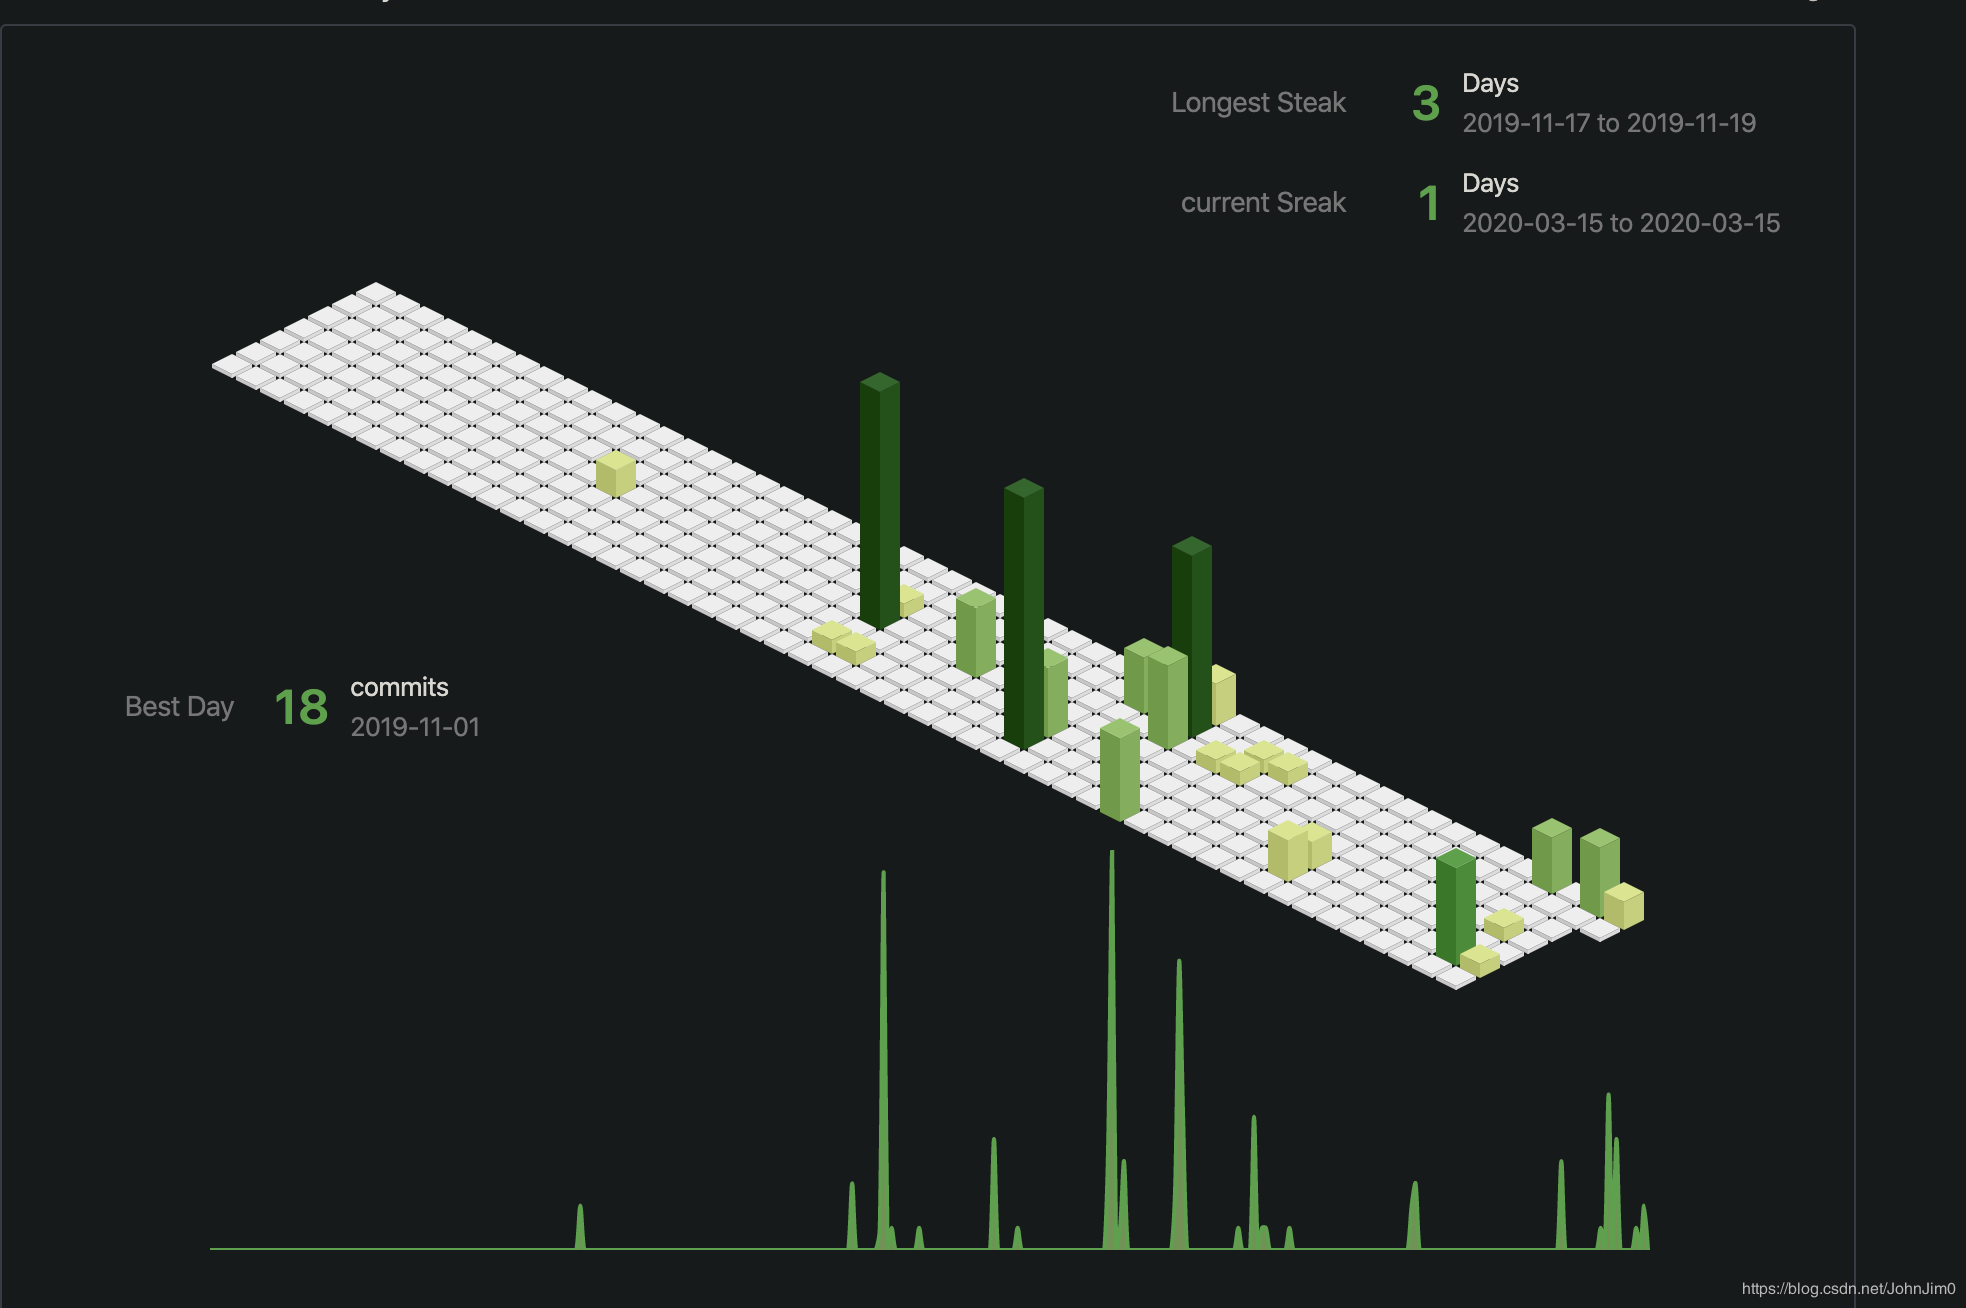 Longest Steak
3
Days
2019-11-17 to 2019-11-19
current Sreak
1
Days
2020-03-15 to 2020-03-15
Best Day
18
commits
2019-11-01
https://blog.csdn.net/JohnJim0